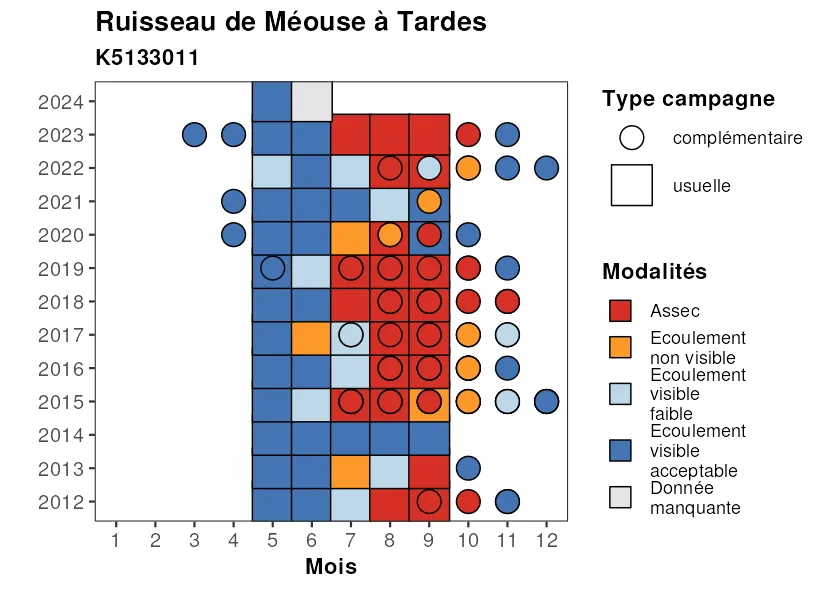 Ruisseau de Méouse à Tardes
K5133011
2024
2023
2022
2021
2020
2019
2018
2017
2016
2015
2014
2013
2012
1 2 3 4 5 6 7 8 9 10 11 12
Mois
Type campagne
complémentaire
usuelle
Modalités
Assec
Ecoulement
non visible
Ecoulement
visible
faible
Ecoulement
visible
acceptable
Donnée
manquante